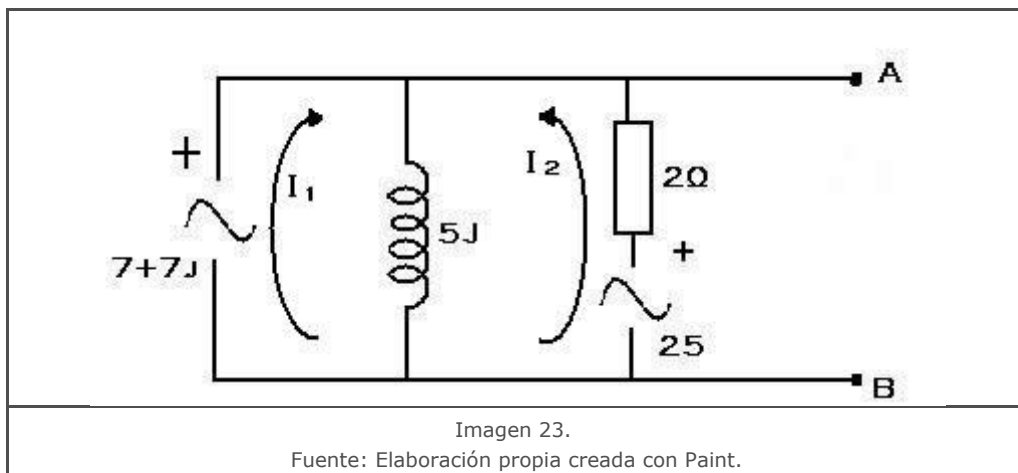 A
+
I1
I2
2Ω
5J
+
7+7J
25
B
Imagen 23.
Fuente: Elaboración propia creada con Paint.